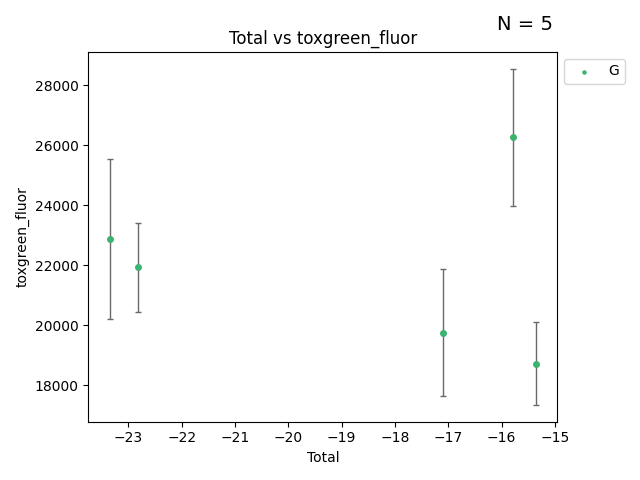 N = 5
Total vs toxgreen_fluor
G
28000
26000
24000
22000
20000
18000
toxgreen_fluor
−23 −22 −21 −20 −19 −18 −17 −16 −15
Total